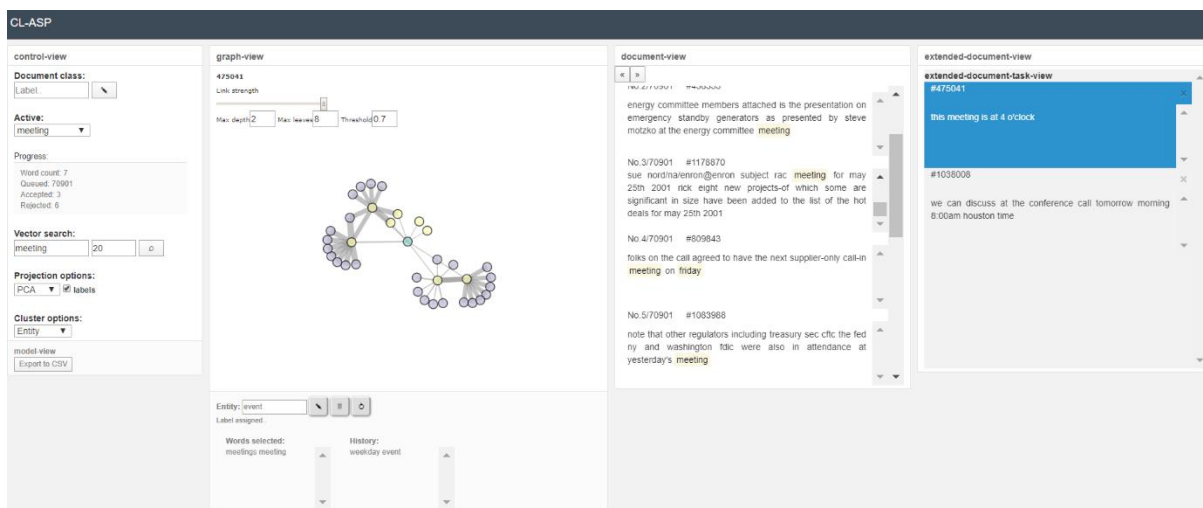 CL-ASP
control-view
Document class:
Label..
Active:
meeting
Progress:
Word count: 7
Queued: 70901
Accepted: 3
Rejected: 6
Vector search:
meeting 20
Projection options:
PCA labels
Cluster options:
Entity
model-view
Export to CSV
graph-view
475041
Link strength
Max depth 2 Max leaves 8 Threshold 0.7
Entity: event
Label assigned.
Words selected:
meetings meeting
History:
weekday event
document-view
« »
No.2/70901 #458355
energy committee members attached is the presentation on
emergency standby generators as presented by steve
motzko at the energy committee meeting
No.3/70901 #1178870
sue nord/na/enron@enron subject rac meeting for may
25th 2001 rick eight new projects-of which some are
significant in size have been added to the list of the hot
deals for may 25th 2001
No.4/70901 #809843
folks on the call agreed to have the next supplier-only call-in
meeting on friday
No.5/70901 #1083988
note that other regulators including treasury sec cftc the fed
ny and washington fdic were also in attendance at
yesterday's meeting
extended-document-view
extended-document-task-view
#475041
this meeting is at 4 o'clock
#1038008
we can discuss at the conference call tomorrow morning
8:00am houston time